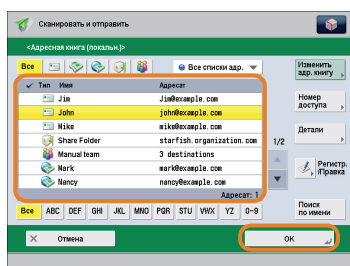 Сканировать и отправить
<Адресная книга (локальн.)>
Все
Все списки адр.
Изменить адр. книгу
Тип Имя Адресат
Jim Jim@example.com
John john@example.com
Mike mike@example.com
Share Folder starfish.organization.com
Manual team 3 destinations
Mark mark@example.com
Nancy nancy@example.com
Адресат: 1
1/2
Номер доступа
Детали
Регистр. /Правка
Поиск по имени
Все ABC DEF GHI JKL MNO PQR STU VWX YZ 0-9
Отмена
OK